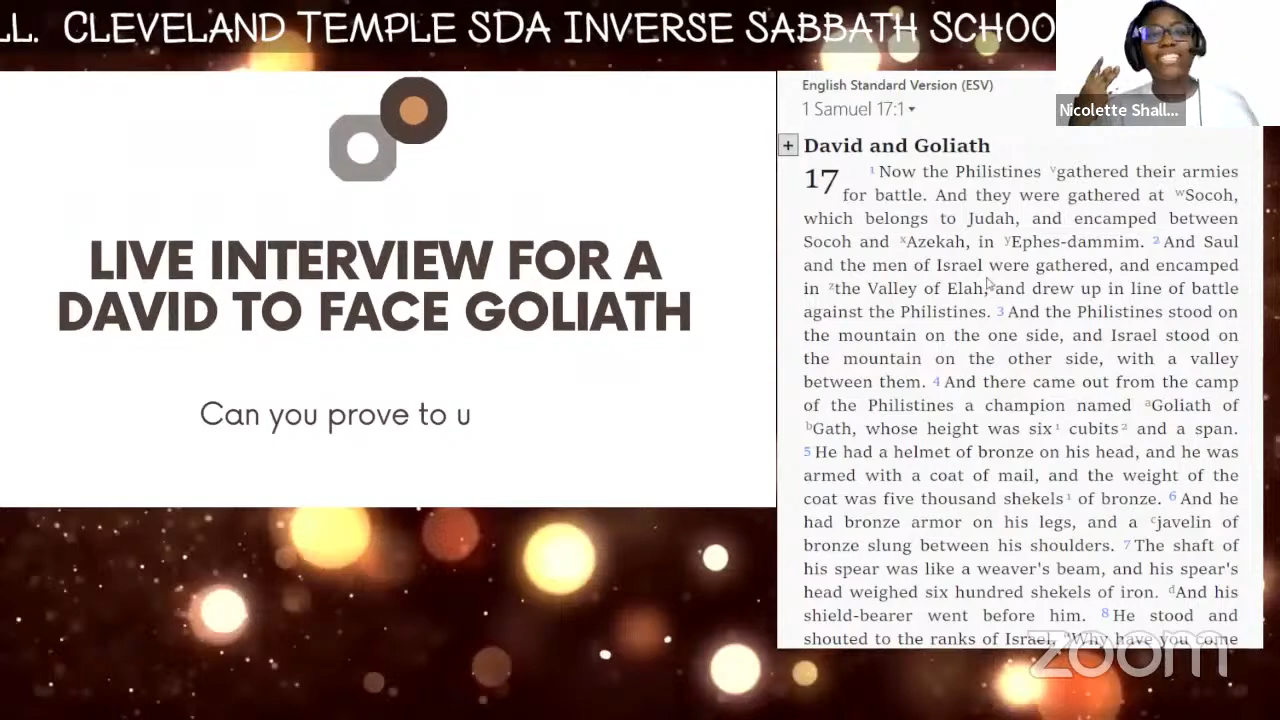 LL. CLEVELAND TEMPLE SDA INVERSE SABBATH SCHOO
Nicolette Shall...
LIVE INTERVIEW FOR A
DAVID TO FACE GOLIATH
Can you prove to u
English Standard Version (ESV)
1 Samuel 17:1
+ David and Goliath
17 1 Now the Philistines v gathered their armies
for battle. And they were gathered at w Socoh,
which belongs to Judah, and encamped between
Socoh and x Azekah, in y Ephes-dammim. 2 And Saul
and the men of Israel were gathered, and encamped
in z the Valley of Elah, and drew up in line of battle
against the Philistines. 3 And the Philistines stood on
the mountain on the one side, and Israel stood on
the mountain on the other side, with a valley
between them. 4 And there came out from the camp
of the Philistines a champion named a Goliath of
b Gath, whose height was six 1 cubits 2 and a span.
5 He had a helmet of bronze on his head, and he was
armed with a coat of mail, and the weight of the
coat was five thousand shekels 1 of bronze. 6 And he
had bronze armor on his legs, and a c javelin of
bronze slung between his shoulders. 7 The shaft of
his spear was like a weaver's beam, and his spear's
head weighed six hundred shekels of iron. d And his
shield-bearer went before him. 8 He stood and
shouted to the ranks of Israel, "Why have you come
zoom